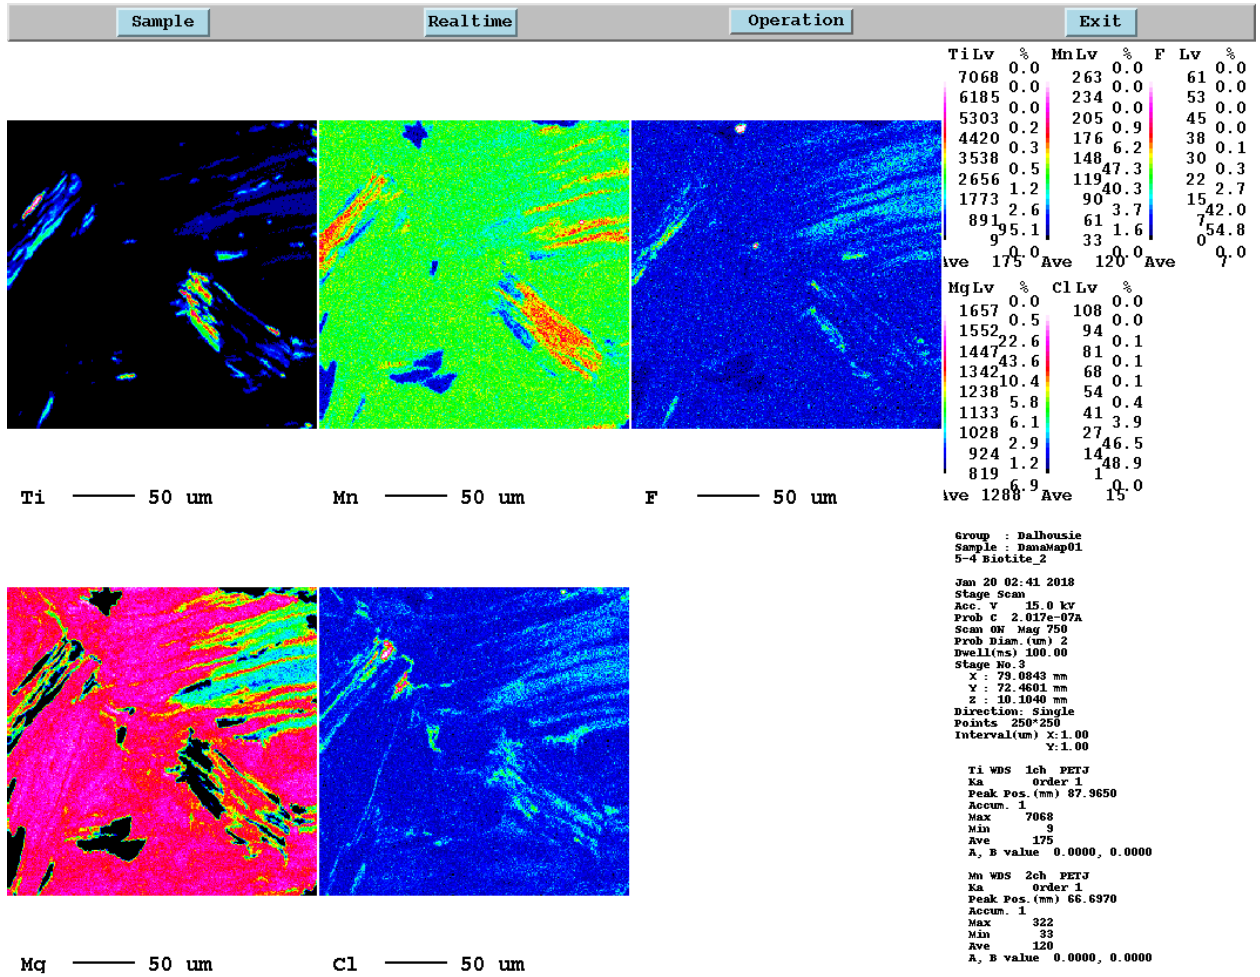 Sample Realtime Operation Exit
Ti Lv % Mn Lv % F Lv %
0.0 0.0 0.0
7068 263 61
0.0 0.0 0.0
6185 234 53
0.0 0.0 0.0
5303 205 45
0.2 0.9 0.0
4420 176 38
0.3 6.2 0.1
3538 148 30
0.5 47.3 0.3
2656 119 22
1.2 40.3 2.7
1773 90 15
2.6 3.7 42.0
891 61 7
95.1 1.6 54.8
9 33 0
0.0 0.0 0.0
Ave 175 Ave 120 Ave 7
Mg Lv % Cl Lv %
0.0 0.0
1657 108
0.5 0.0
1552 94
22.6 0.1
1447 81
43.6 0.1
1342 68
10.4 0.1
1238 54
5.8 0.4
1133 41
6.1 3.9
1028 27
2.9 46.5
924 14
1.2 48.9
819 1
6.9 0.0
Ave 1288 Ave 15
Ti 50 um Mn 50 um F 50 um
Group : Dalhousie
Sample : DanaMap01
5-4 Biotite_2
Jan 20 02:41 2018
Stage Scan
Acc. V 15.0 kV
Prob C 2.017e-07A
Scan ON Mag 750
Prob Diam.(um) 2
Dwell(ms) 100.00
Stage No.3
X : 79.0843 mm
Y : 72.4601 mm
Z : 10.1040 mm
Direction: Single
Points 250*250
Interval(um) X:1.00
Y:1.00
Ti WDS 1ch PETJ
Ka Order 1
Peak Pos.(mm) 87.9650
Accum. 1
Max 7068
Min 9
Ave 175
A, B value 0.0000, 0.0000
Mn WDS 2ch PETJ
Ka Order 1
Peak Pos.(mm) 66.6970
Accum. 1
Max 322
Min 33
Ave 120
A, B value 0.0000, 0.0000
Mg 50 um Cl 50 um